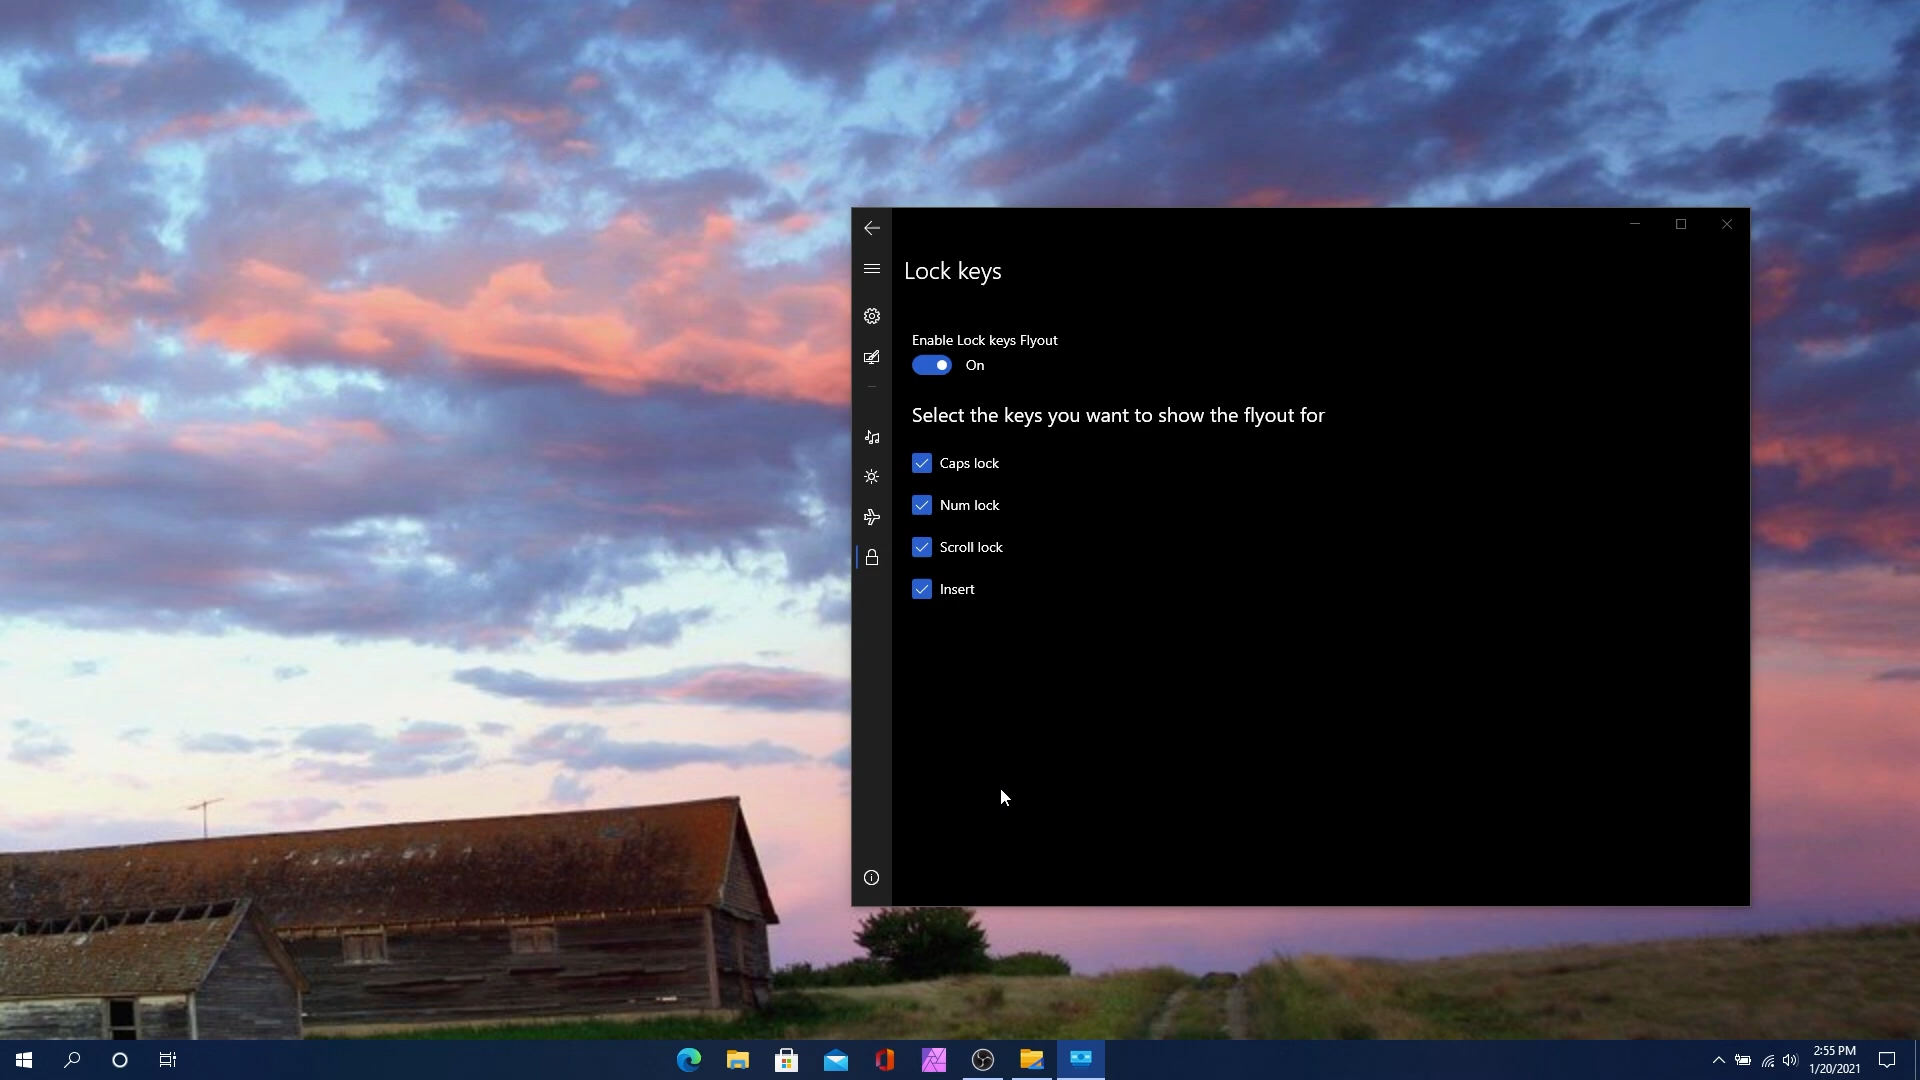 Lock keys
Enable Lock keys Flyout
On
Select the keys you want to show the flyout for
Caps lock
Num lock
Scroll lock
Insert
2:55 PM
1/20/2021